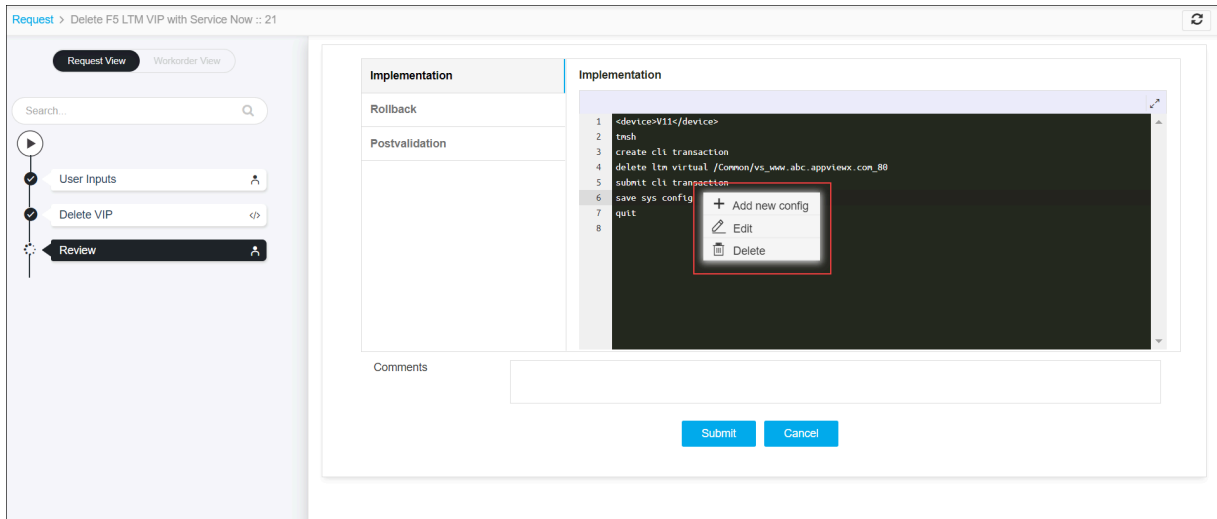 Request > Delete F5 LTM VIP with Service Now :: 21
Request View
Workorder View
Search...
User Inputs
Delete VIP
</>
Review
Implementation
Rollback
Postvalidation
Implementation
1 <device>V11</device>
2 tmsh
3 create cli transaction
4 delete ltm virtual /Common/vs_www.abc.appviewx.com_80
5 submit cli transaction
6 save sys config
7 quit
8
Add new config
Edit
Delete
Comments
Submit
Cancel